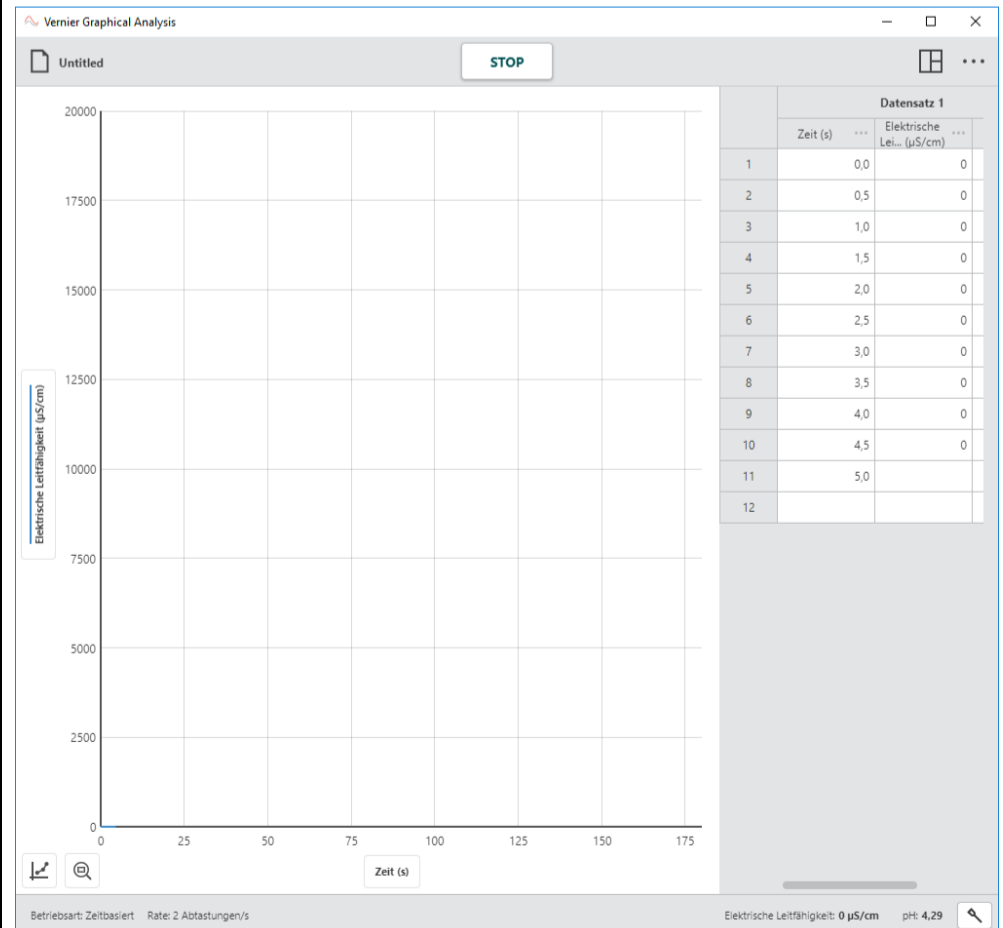 Vernier Graphical Analysis
Untitled
STOP
20000
17500
15000
12500
10000
7500
5000
2500
0
Elektrische Leitfähigkeit (µS/cm)
0 25 50 75 100 125 150 175
Zeit (s)
Datensatz 1
Zeit (s) ... Elektrische ...
Lei... (µS/cm)
1 0,0 0
2 0,5 0
3 1,0 0
4 1,5 0
5 2,0 0
6 2,5 0
7 3,0 0
8 3,5 0
9 4,0 0
10 4,5 0
11 5,0
12
Betriebsart: Zeitbasiert Rate: 2 Abtastungen/s
Elektrische Leitfähigkeit: 0 µS/cm pH: 4,29